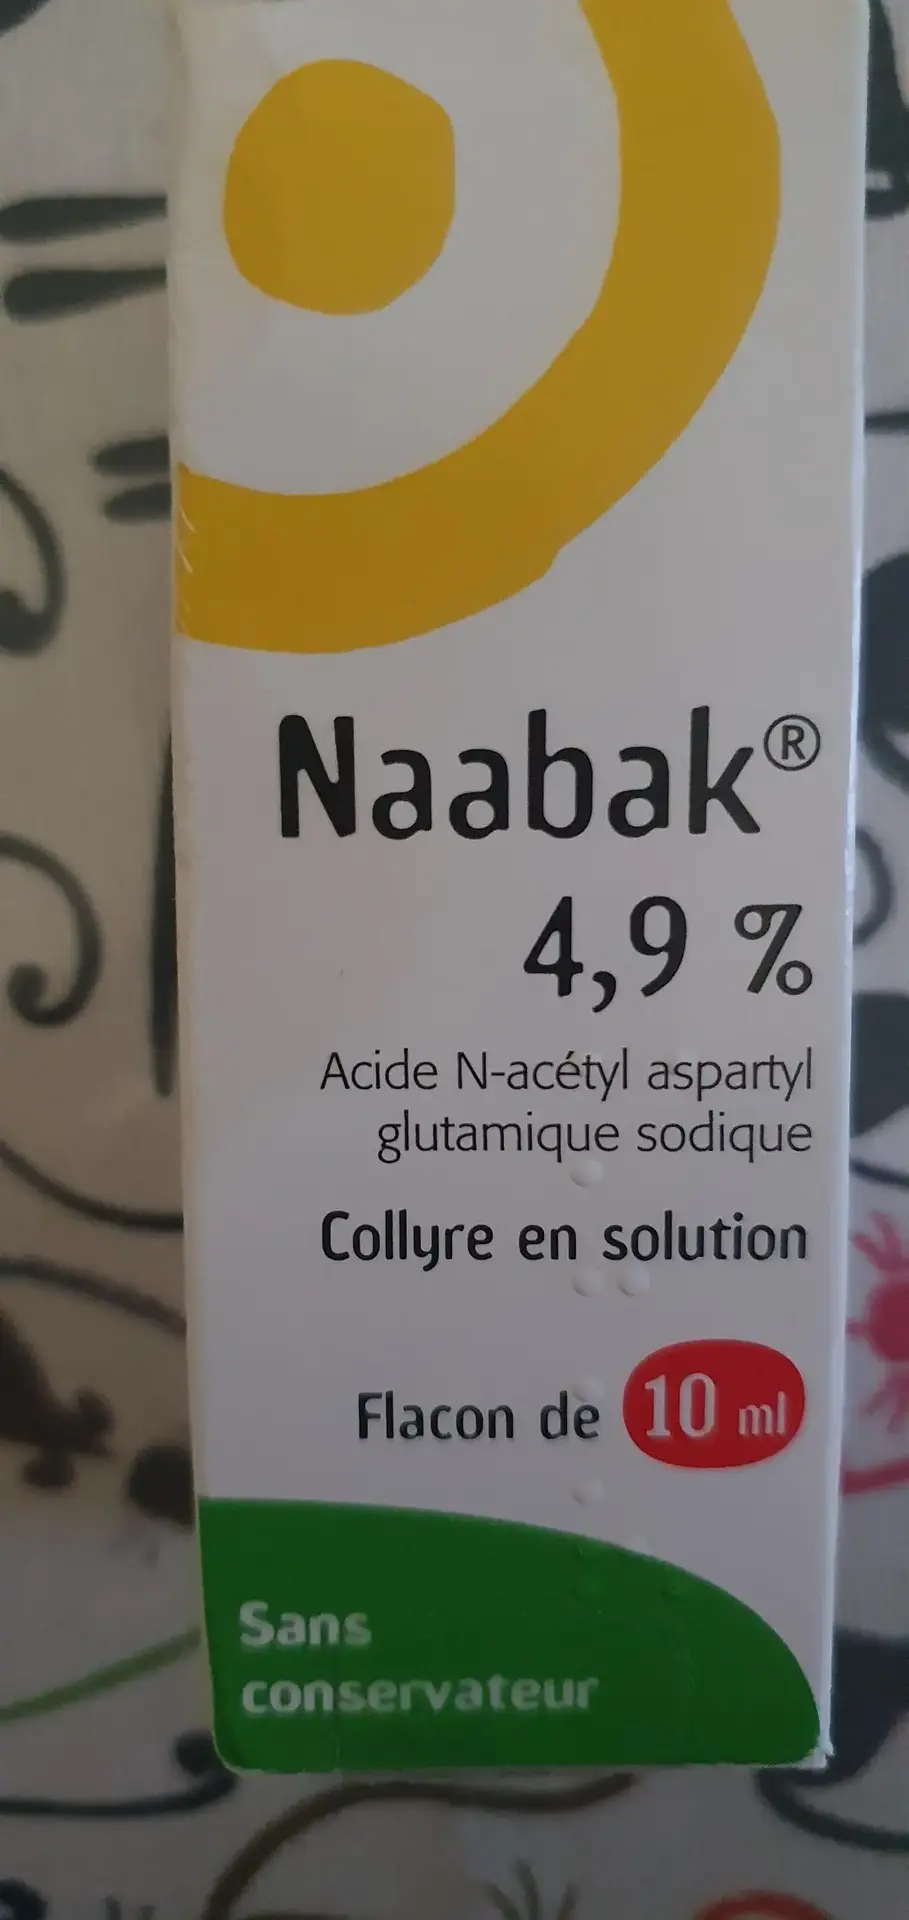 Naabak®
4,9 %
Acide N-acétyl aspartyl
glutamique sodique
Collyre en solution
Flacon de 10 ml
Sans
conservateur